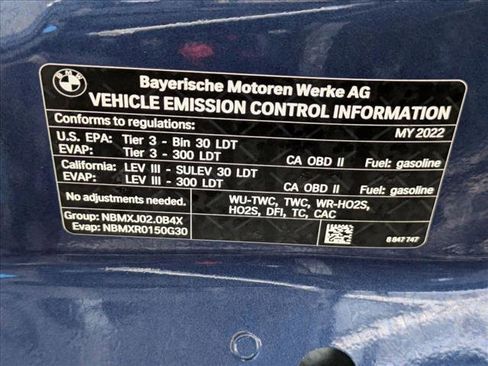 BMW
Bayerische Motoren Werke AG
VEHICLE EMISSION CONTROL INFORMATION
Conforms to regulations: MY 2022
U.S. EPA: Tier 3 - Bin 30 LDT
EVAP: Tier 3 - 300 LDT CA OBD II Fuel: gasoline
California: LEV III - SULEV 30 LDT
EVAP: LEV III - 300 LDT CA OBD II Fuel: gasoline
No adjustments needed. WU-TWC, TWC, WR-HO2S,
HO2S, DFI, TC, CAC
Group: NBMXJ02.0B4X
Evap: NBMXR0150G30
8 847 747